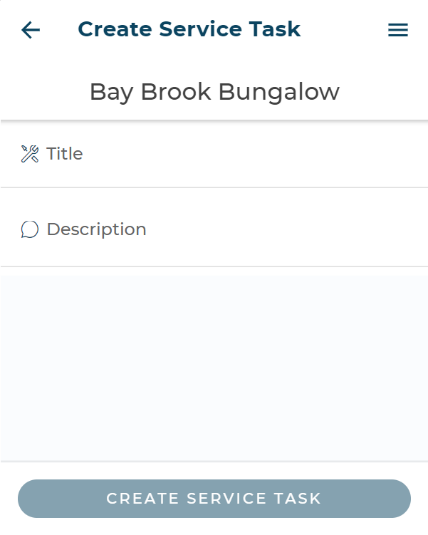 Create Service Task
Bay Brook Bungalow
Title
Description
CREATE SERVICE TASK